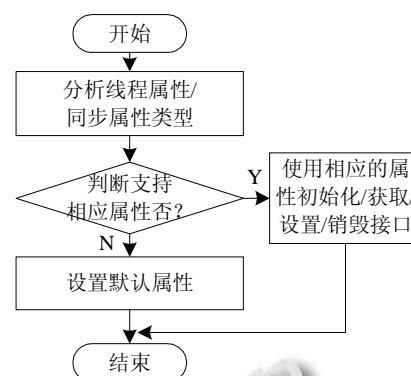 开始
分析线程属性/
同步属性类型
判断支持
相应属性否？
Y
使用相应的属
性初始化/获取/
设置/销毁接口
N
设置默认属性
结束